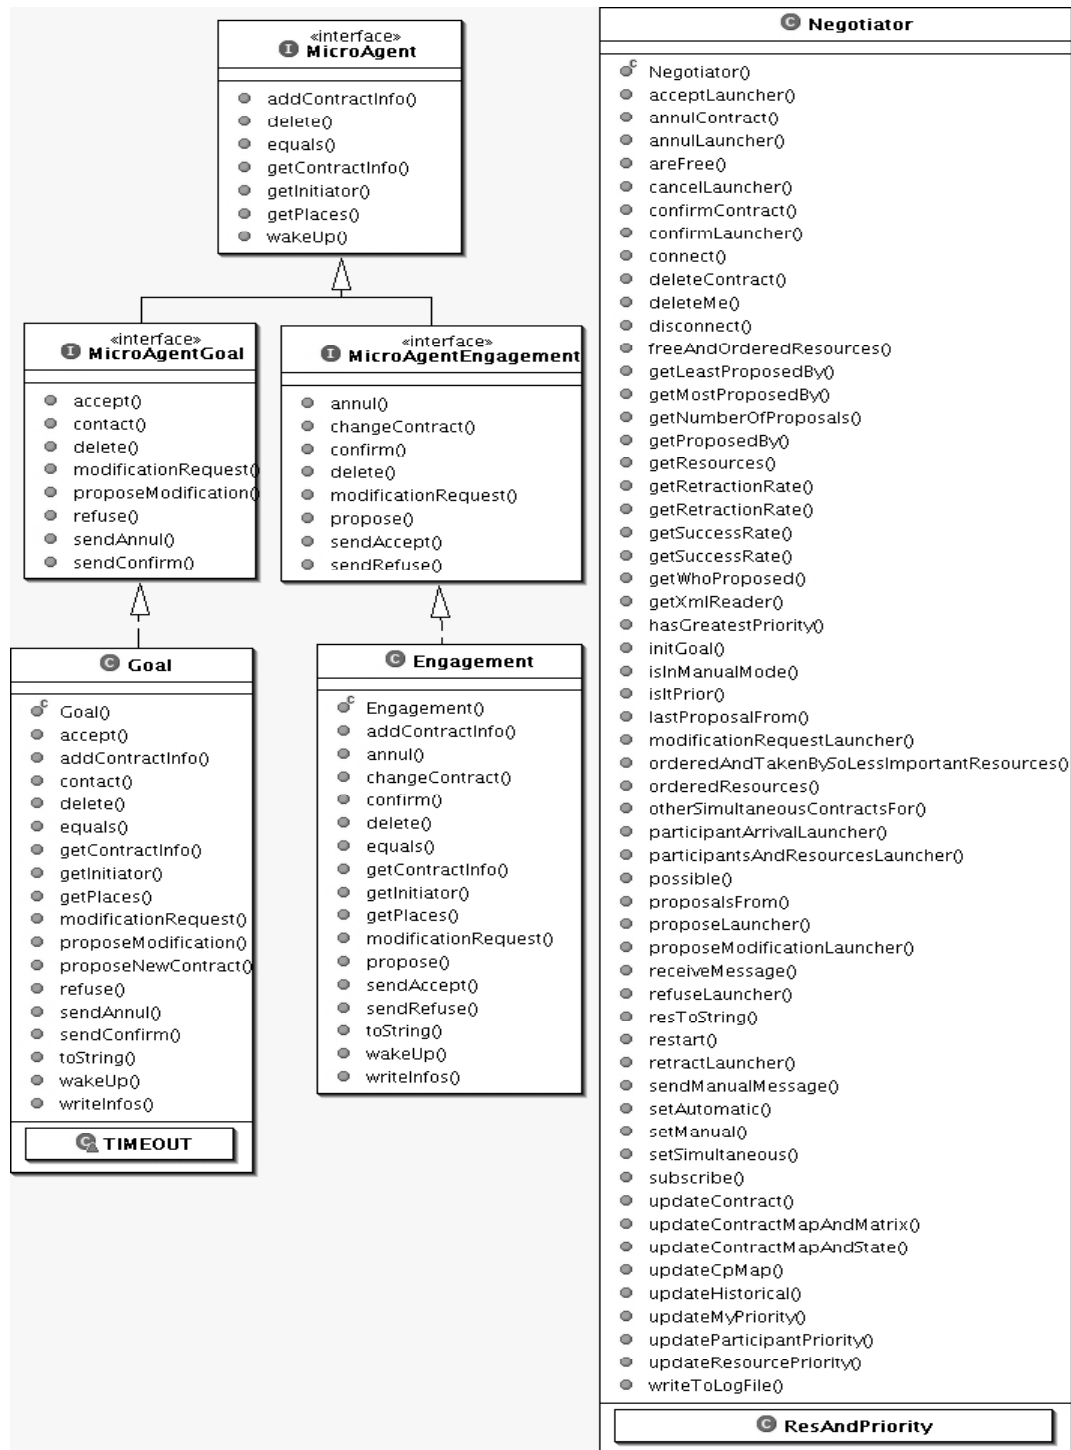 «interface»
MicroAgent
addContractInfo()
delete()
equals()
getContractInfo()
getInitiator()
getPlaces()
wakeUp()
«interface»
MicroAgentGoal
accept()
contact()
delete()
modificationRequest()
proposeModification()
refuse()
sendAnnul()
sendConfirm()
«interface»
MicroAgentEngagement
annul()
changeContract()
confirm()
delete()
modificationRequest()
propose()
sendAccept()
sendRefuse()
Goal
Goal()
accept()
addContractInfo()
contact()
delete()
equals()
getContractInfo()
getInitiator()
getPlaces()
modificationRequest()
proposeModification()
proposeNewContract()
refuse()
sendAnnul()
sendConfirm()
toString()
wakeUp()
writeInfos()
TIMEOUT
Engagement
Engagement()
addContractInfo()
annul()
changeContract()
confirm()
delete()
equals()
getContractInfo()
getInitiator()
getPlaces()
modificationRequest()
propose()
sendAccept()
sendRefuse()
toString()
wakeUp()
writeInfos()
Negotiator
Negotiator()
acceptLauncher()
annulContract()
annulLauncher()
areFree()
cancelLauncher()
confirmContract()
confirmLauncher()
connect()
deleteContract()
deleteMe()
disconnect()
freeAndOrderedResources()
getLeastProposedBy()
getMostProposedBy()
getNumberOfProposals()
getProposedBy()
getResources()
getRetractionRate()
getRetractionRate()
getSuccessRate()
getSuccessRate()
getWhoProposed()
getXmlReader()
hasGreatestPriority()
initGoal()
isInManualMode()
isItPrior()
lastProposalFrom()
modificationRequestLauncher()
orderedAndTakenBySoLessImportantResources()
orderedResources()
otherSimultaneousContractsFor()
participantArrivalLauncher()
participantsAndResourcesLauncher()
possible()
proposalsFrom()
proposeLauncher()
proposeModificationLauncher()
receiveMessage()
refuseLauncher()
resToString()
restart()
retractLauncher()
sendManualMessage()
setAutomatic()
setManual()
setSimultaneous()
subscribe()
updateContract()
updateContractMapAndMatrix()
updateContractMapAndState()
updateCpMap()
updateHistorical()
updateMyPriority()
updateParticipantPriority()
updateResourcePriority()
writeToLogFile()
ResAndPriority